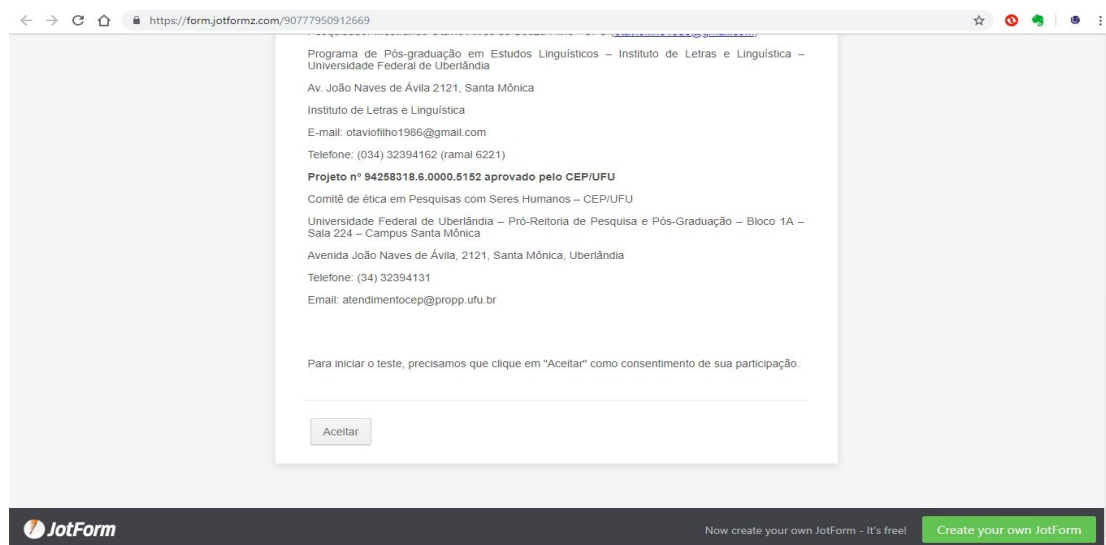 https://form.jotformz.com/90777950912669
Programa de Pós-graduação em Estudos Linguísticos – Instituto de Letras e Linguística –
Universidade Federal de Uberlândia
Av. João Naves de Ávila 2121, Santa Mônica
Instituto de Letras e Linguística
E-mail: otaviofilho1986@gmail.com
Telefone: (034) 32394162 (ramal 6221)
Projeto nº 94258318.6.0000.5152 aprovado pelo CEP/UFU
Comitê de ética em Pesquisas com Seres Humanos – CEP/UFU
Universidade Federal de Uberlândia – Pró-Reitoria de Pesquisa e Pós-Graduação – Bloco 1A –
Sala 224 – Campus Santa Mônica
Avenida João Naves de Ávila, 2121, Santa Mônica, Uberlândia
Telefone: (34) 32394131
Email: atendimentocep@propp.ufu.br
Para iniciar o teste, precisamos que clique em "Aceitar" como consentimento de sua participação.
Aceitar
JotForm
Now create your own JotForm - It's free!
Create your own JotForm